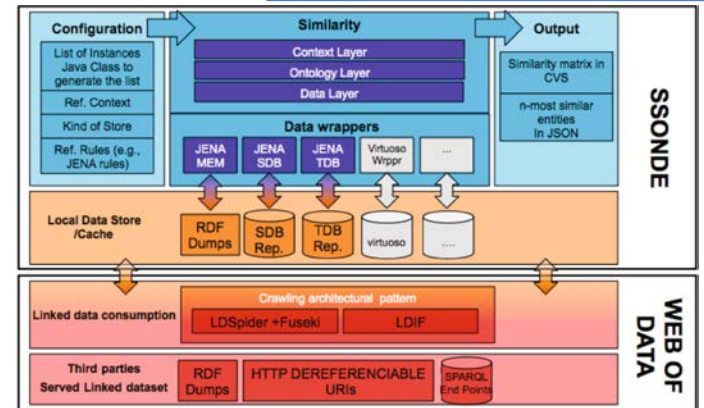 Configuration
List of Instances
Java Class to
generate the list
Ref. Context
Kind of Store
Ref. Rules (e.g.,
JENA rules)
Similarity
Context Layer
Ontology Layer
Data Layer
Data wrappers
JENA
MEM
JENA
SDB
JENA
TDB
Virtuoso
Wrppr
...
Output
Similarity matrix in
CVS
n-most similar
entities
In JSON
SSONDE
Local Data Store
/Cache
RDF
Dumps
SDB
Rep.
TDB
Rep.
virtuoso
....
Linked data consumption
Crawling architectural pattern
LDSpider +Fuseki
LDIF
WEB OF
DATA
Third parties
Served Linked dataset
RDF
Dumps
HTTP DEREFERENCIABLE
URIs
SPARQL
End Points